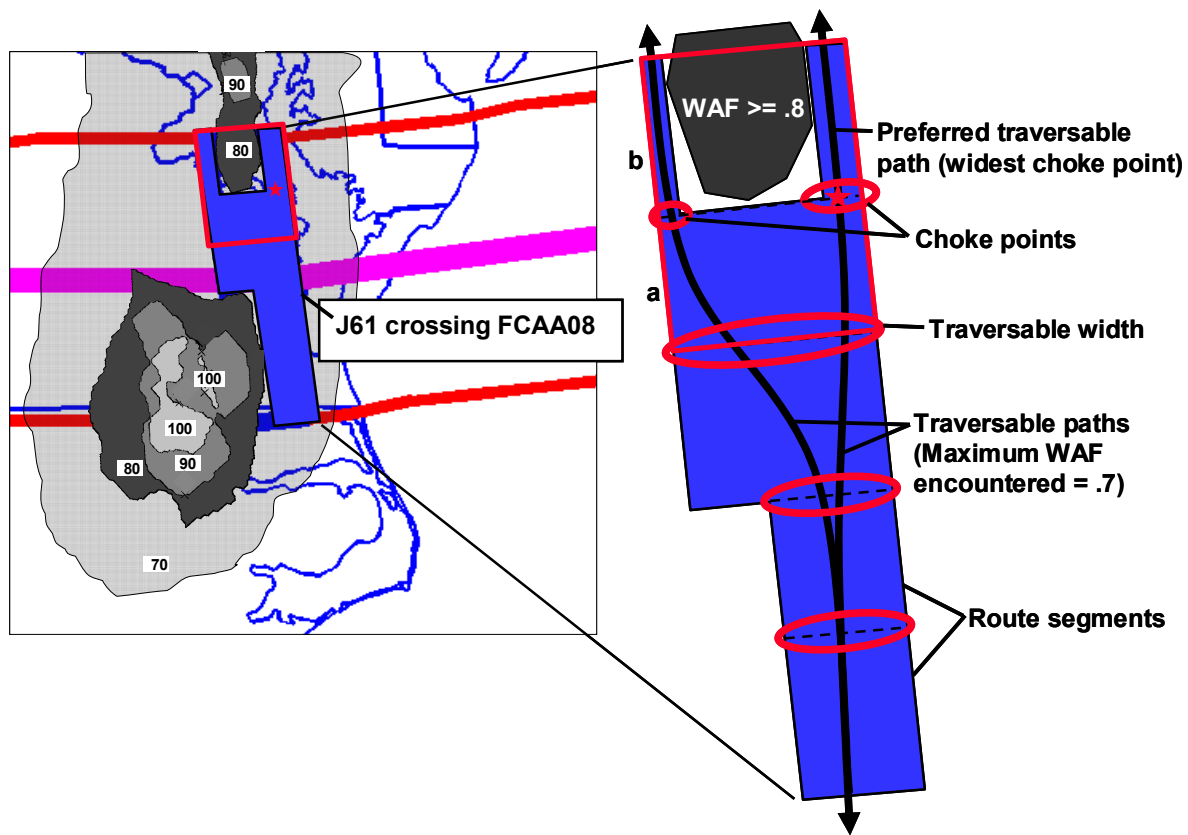 90
80
J61 crossing FCAA08
100
100
90
80
70
WAF >= .8
b
a
Preferred traversable
path (widest choke point)
Choke points
Traversable width
Traversable paths
(Maximum WAF
encountered = .7)
Route segments